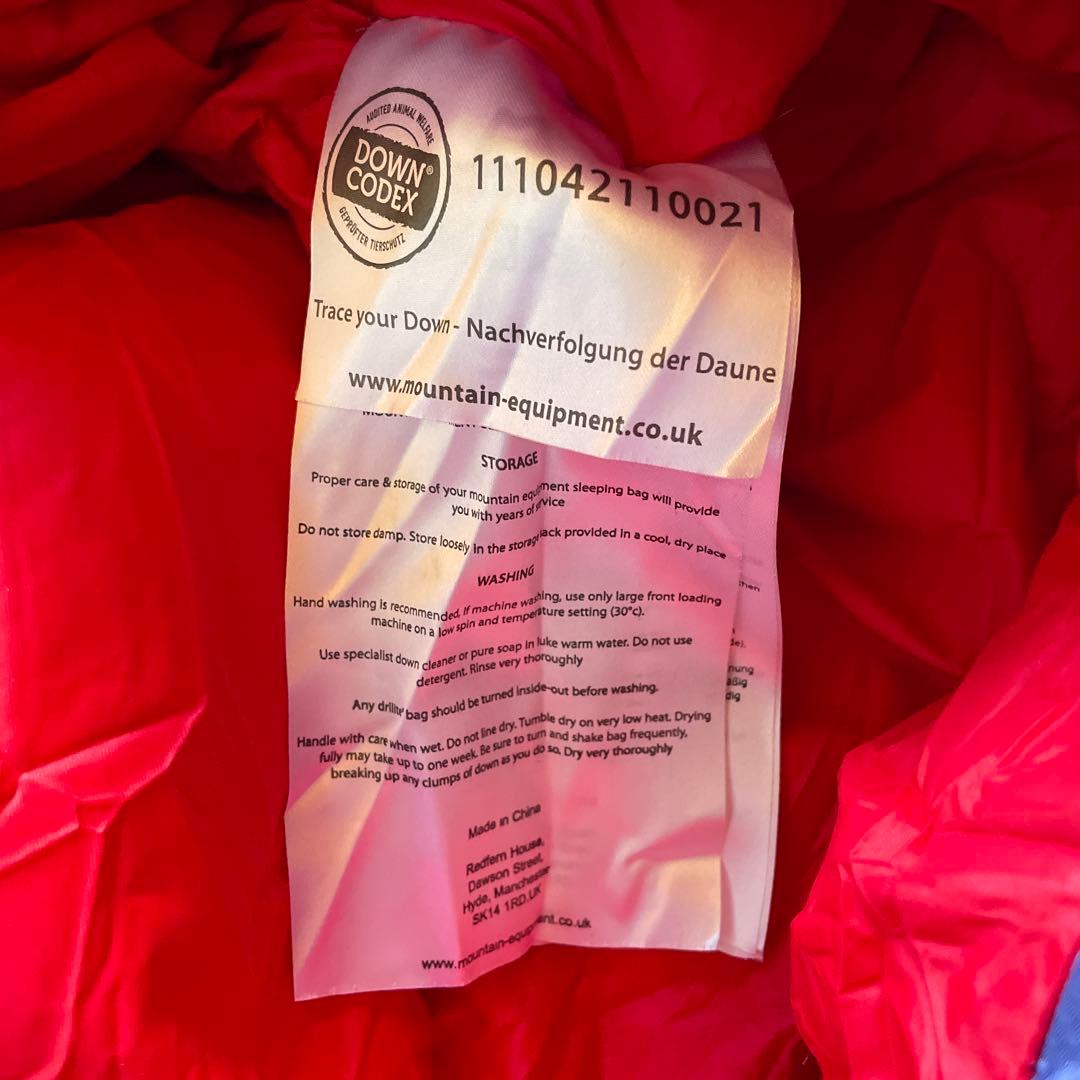 AUDITED ANIMAL WELFARE
DOWN®
CODEX
GEPRÜFTER TIERSCHUTZ
111042110021
Trace your Down - Nachverfolgung der Daune
www.mountain-equipment.co.uk
STORAGE
Proper care & storage of your mountain equipment sleeping bag will provide
you with years of service
Do not store damp. Store loosely in the storage sack provided in a cool, dry place
WASHING
Hand washing is recommended. If machine washing, use only large front loading
machine on a low spin and temperature setting (30°c).
Use specialist down cleaner or pure soap in luke warm water. Do not use
detergent. Rinse very thoroughly
Any drilite bag should be turned inside-out before washing.
Handle with care when wet. Do not line dry. Tumble dry on very low heat. Drying
fully may take up to one week. Be sure to turn and shake bag frequently,
breaking up any clumps of down as you do so. Dry very thoroughly
Made in China
Redfern House,
Dawson Street,
Hyde, Manchester
SK14 1RD.UK
www.mountain-equipment.co.uk